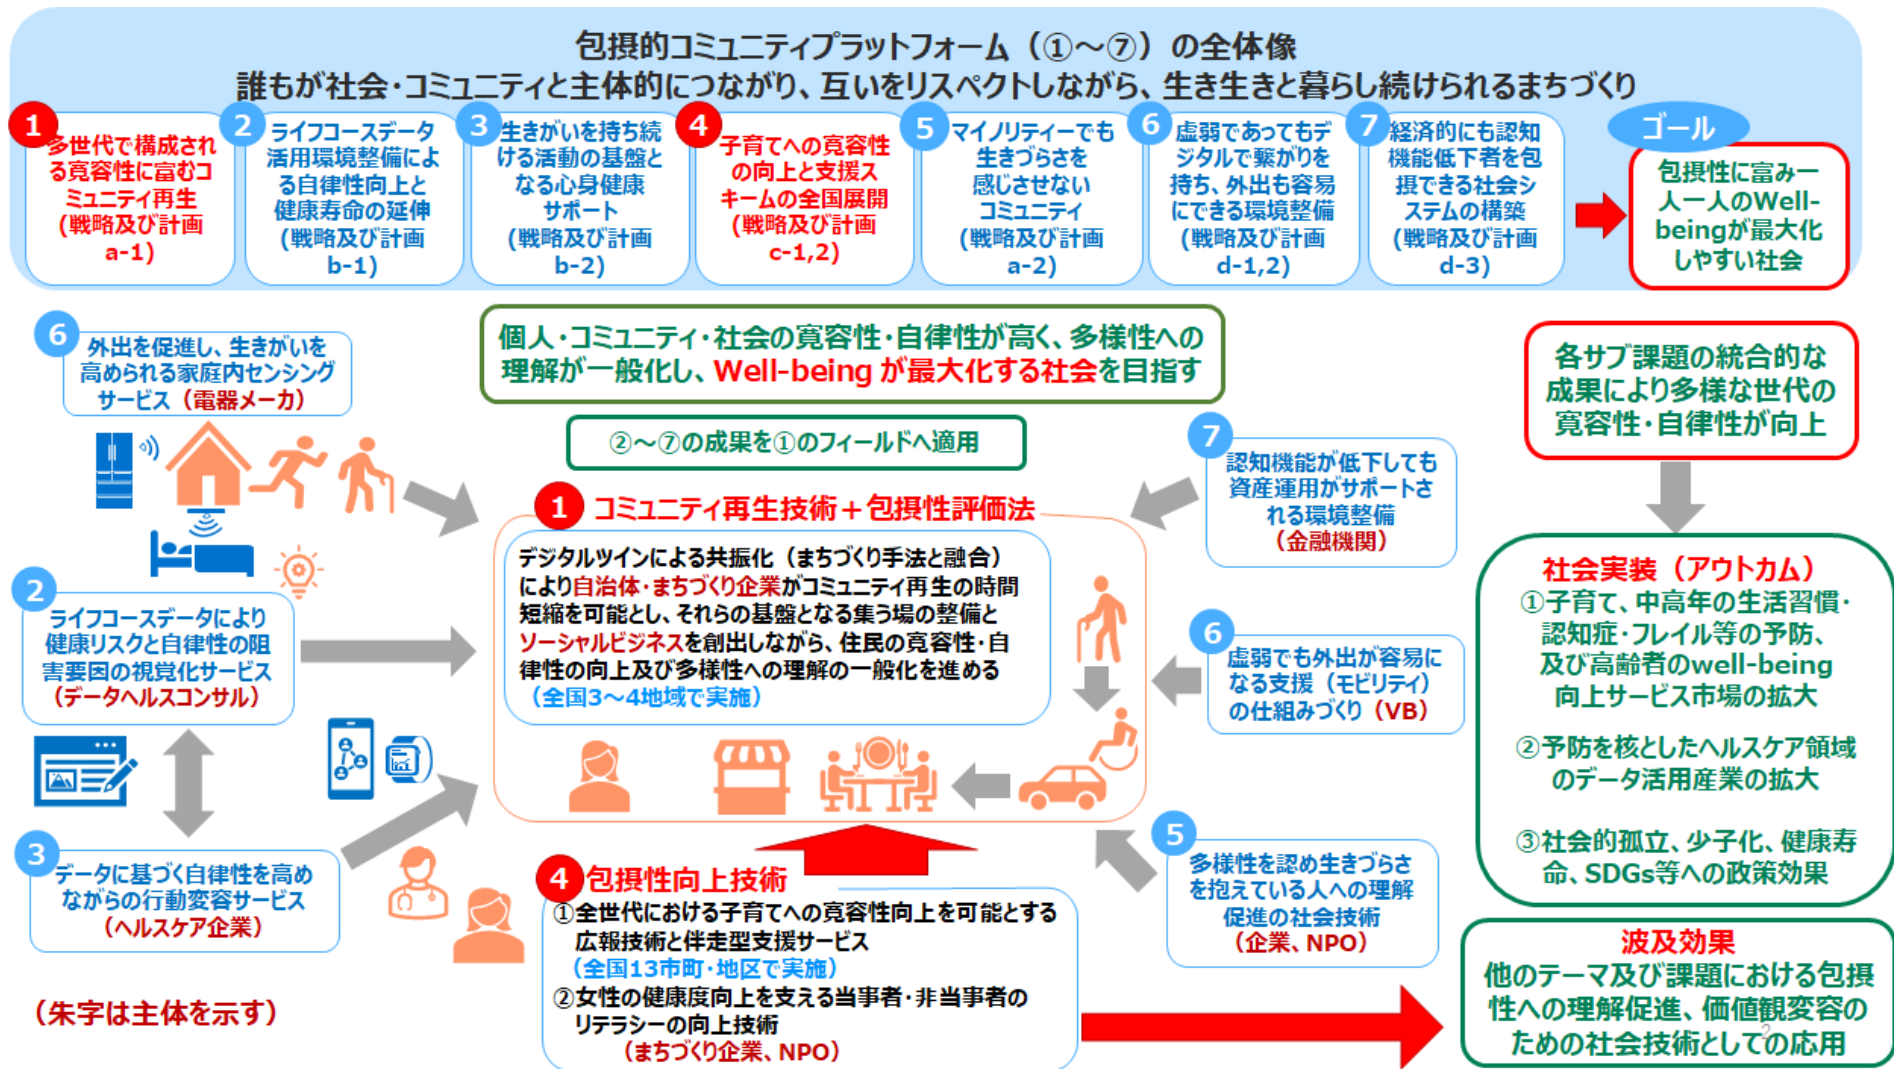 包摂的コミュニティプラットフォーム（①～⑦）の全体像
誰もが社会・コミュニティと主体的につながり、互いをリスペクトしながら、生き生きと暮らし続けられるまちづくり
1
多世代で構成され
る寛容性に富むコ
ミュニティ再生
(戦略及び計画
a-1)
2
ライフコースデータ
活用環境整備によ
る自律性向上と
健康寿命の延伸
(戦略及び計画
b-1)
3
生きがいを持ち続
ける活動の基盤と
なる心身健康
サポート
(戦略及び計画
b-2)
4
子育てへの寛容性
の向上と支援ス
キームの全国展開
(戦略及び計画
c-1,2)
5
マイノリティーでも
生きづらさを
感じさせない
コミュニティ
(戦略及び計画
a-2)
6
虚弱であってもデ
ジタルで繋がりを
持ち、外出も容易
にできる環境整備
(戦略及び計画
d-1,2)
7
経済的にも認知
機能低下者を包
摂できる社会シ
ステムの構築
(戦略及び計画
d-3)
ゴール
包摂性に富み一
人一人のWell-
beingが最大化
しやすい社会
6
外出を促進し、生きがいを
高められる家庭内センシング
サービス（電器メーカ）
個人・コミュニティ・社会の寛容性・自律性が高く、多様性への
理解が一般化し、Well-being が最大化する社会を目指す
②～⑦の成果を①のフィールドへ適用
各サブ課題の統合的な
成果により多様な世代の
寛容性・自律性が向上
7
認知機能が低下しても
資産運用がサポートさ
れる環境整備
（金融機関）
1 コミュニティ再生技術＋包摂性評価法
デジタルツインによる共振化（まちづくり手法と融合）
により自治体・まちづくり企業がコミュニティ再生の時間
短縮を可能とし、それらの基盤となる集う場の整備と
ソーシャルビジネスを創出しながら、住民の寛容性・自
律性の向上及び多様性への理解の一般化を進める
（全国3～4地域で実施）
2
ライフコースデータにより
健康リスクと自律性の阻
害要因の視覚化サービス
（データヘルスコンサル）
6
虚弱でも外出が容易に
なる支援（モビリティ）
の仕組みづくり（VB）
社会実装（アウトカム）
①子育て、中高年の生活習慣・
認知症・フレイル等の予防、
及び高齢者のwell-being
向上サービス市場の拡大
②予防を核としたヘルスケア領域
のデータ活用産業の拡大
③社会的孤立、少子化、健康寿
命、SDGs等への政策効果
3
データに基づく自律性を高め
ながらの行動変容サービス
（ヘルスケア企業）
5
多様性を認め生きづらさ
を抱えている人への理解
促進の社会技術
（企業、NPO）
4 包摂性向上技術
①全世代における子育てへの寛容性向上を可能とする
広報技術と伴走型支援サービス
（全国13市町・地区で実施）
②女性の健康度向上を支える当事者・非当事者の
リテラシーの向上技術
（まちづくり企業、NPO）
（朱字は主体を示す）
波及効果
他のテーマ及び課題における包摂
性への理解促進、価値観変容の
ための社会技術としての応用
2